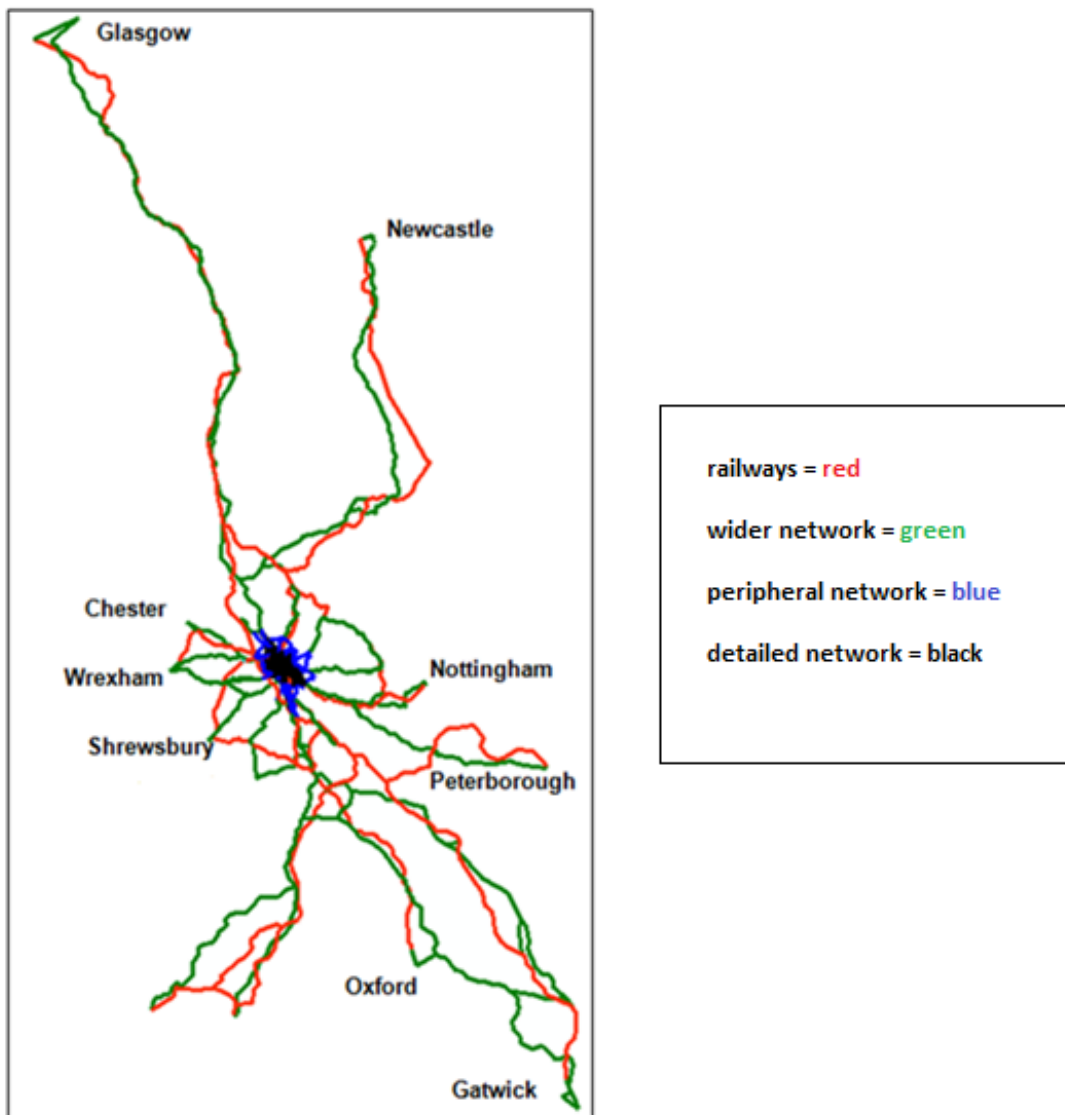 Glasgow
Newcastle
Chester
Wrexham
Nottingham
Shrewsbury
Peterborough
Oxford
Gatwick
railways = red
wider network = green
peripheral network = blue
detailed network = black